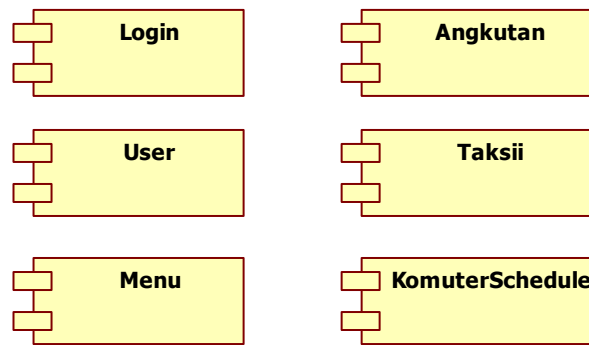 Login
Angkutan
User
Taksii
Menu
KomuterSchedule